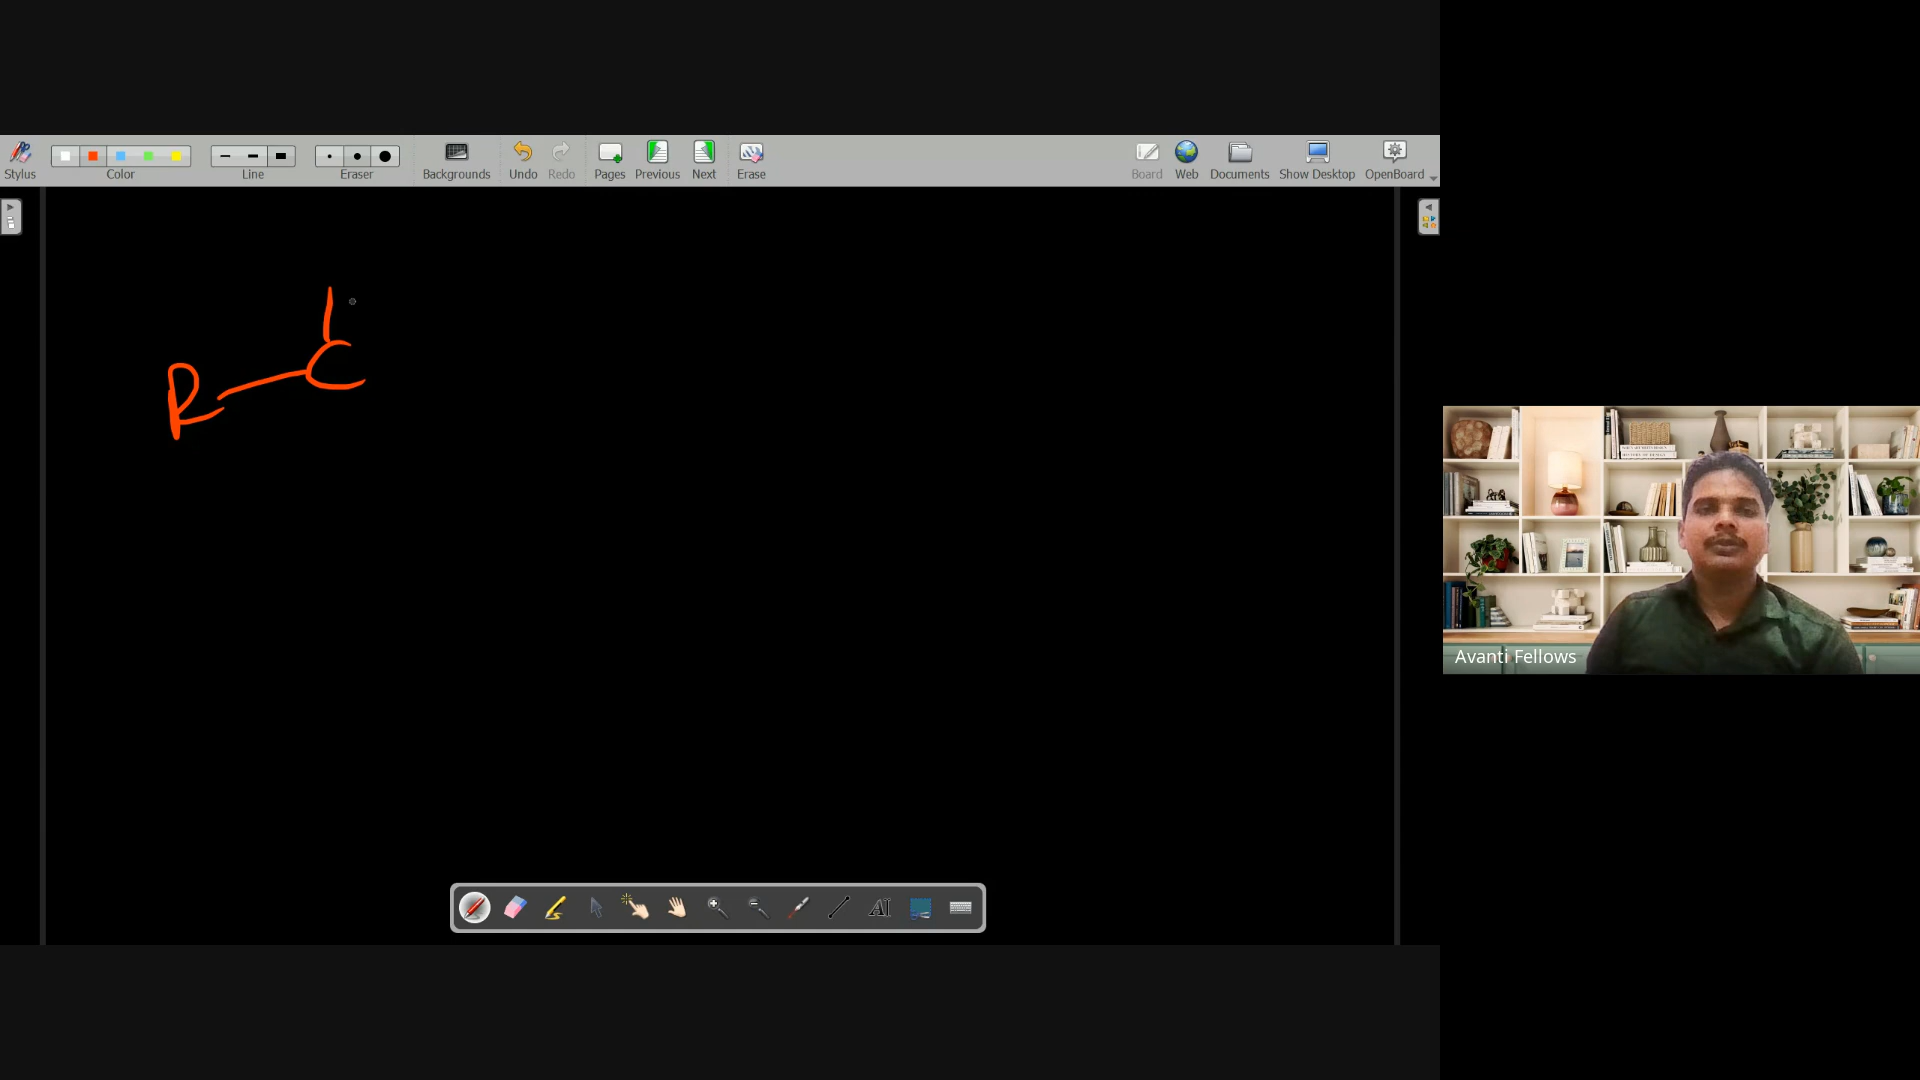 Stylus Color Line Eraser Backgrounds Undo Redo Pages Previous Next Erase Board Web Documents Show Desktop OpenBoard
R—C
AI
Avanti Fellows